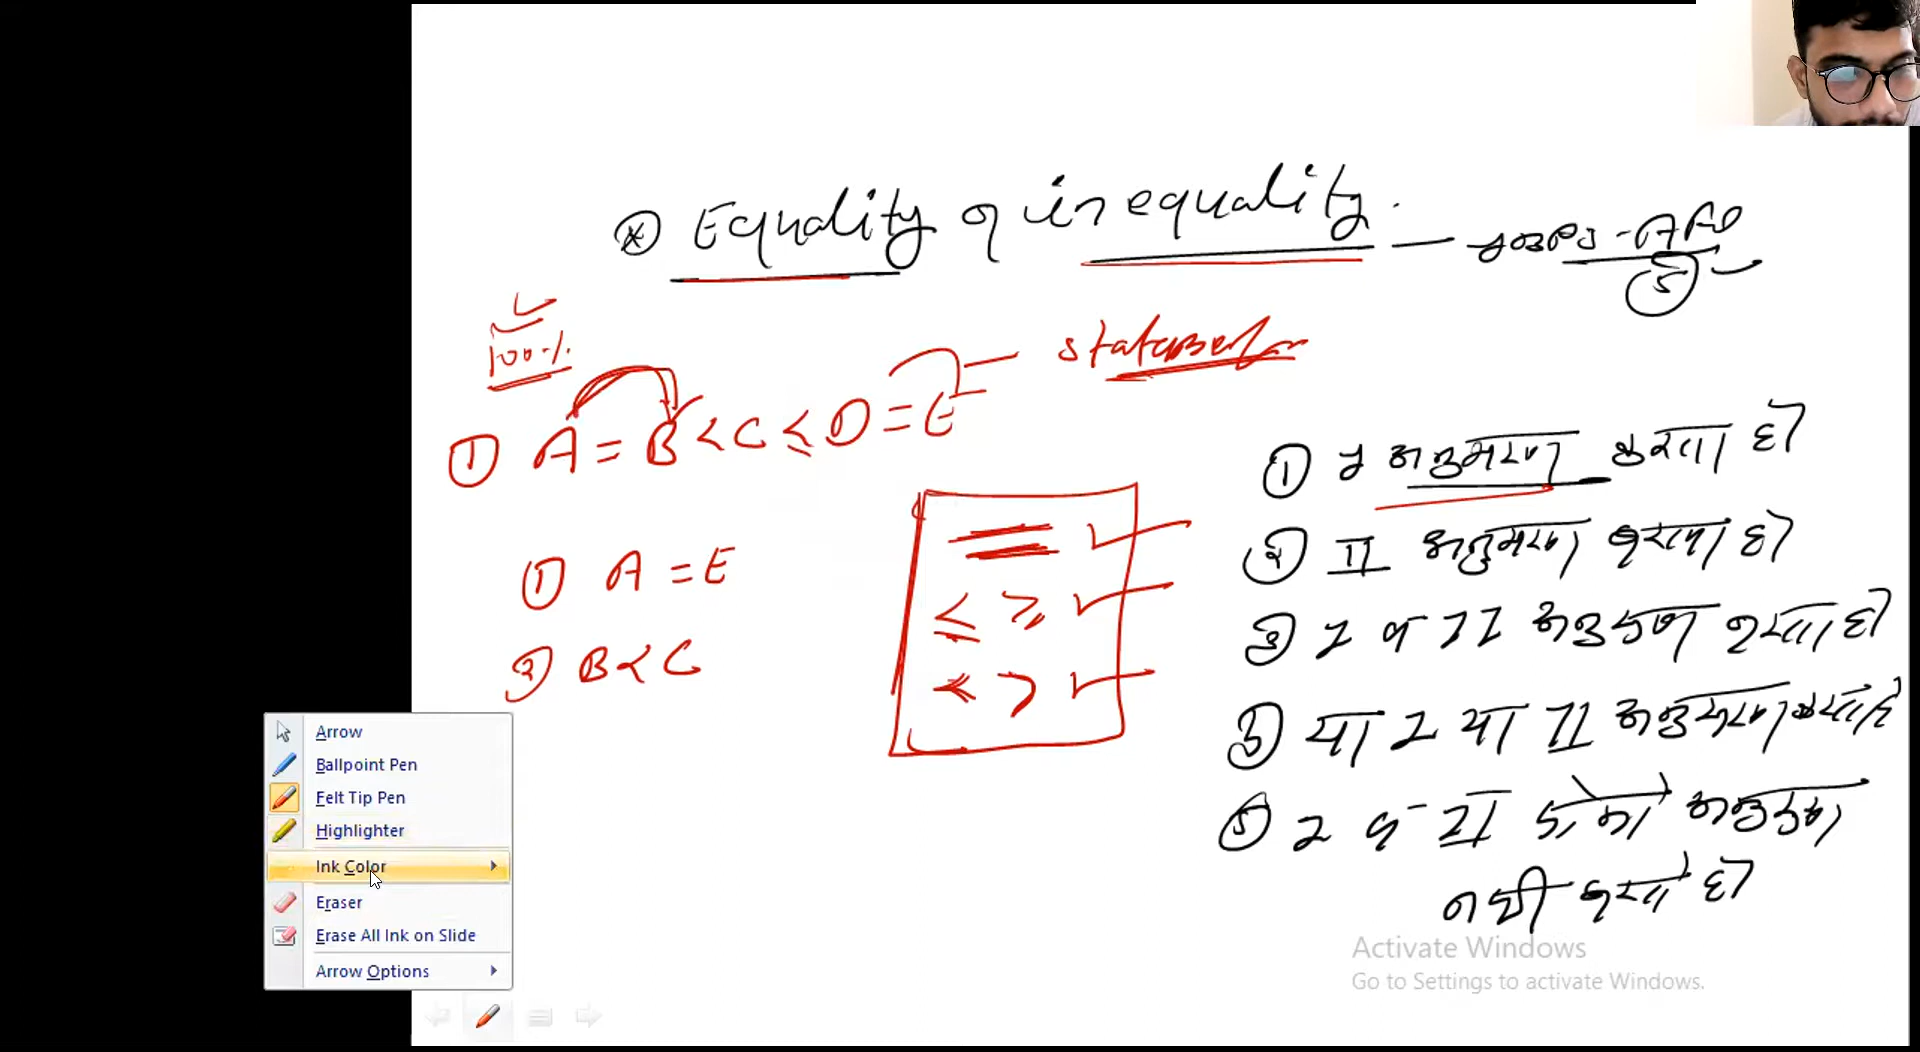 Equality of inequality.
100%
statement
① A = B < C ≤ D = E
① A = E
② B < C
=
≤ ≥
< >
① I अनुसरण करता है
② II अनुसरण करता है
③ I व II अनुसरण करता है
या I या II अनुसरण करता है
⑤ I व II दोनो अनुसरण
नही करते है
Arrow
Ballpoint Pen
Felt Tip Pen
Highlighter
Ink Color
Eraser
Erase All Ink on Slide
Arrow Options
Activate Windows
Go to Settings to activate Windows.